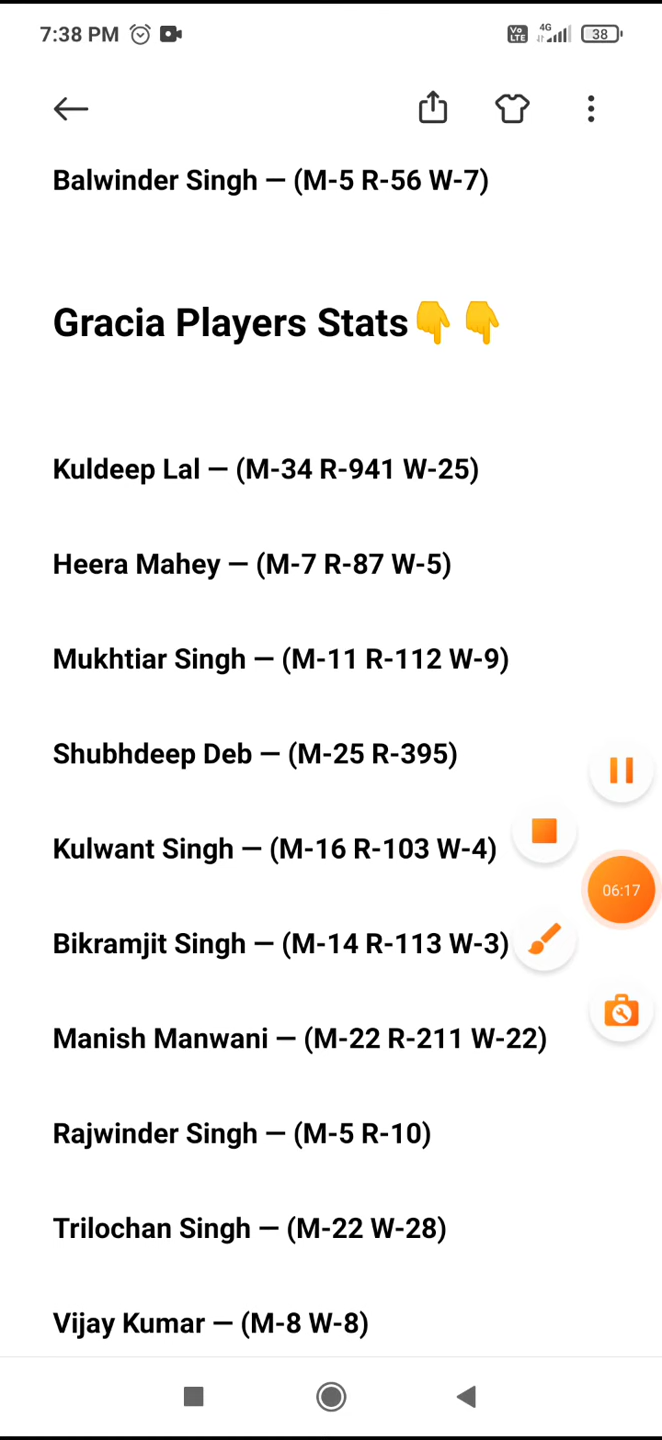 7:38 PM
Vo LTE 4G 38
Balwinder Singh — (M-5 R-56 W-7)
Gracia Players Stats👇👇
Kuldeep Lal — (M-34 R-941 W-25)
Heera Mahey — (M-7 R-87 W-5)
Mukhtiar Singh — (M-11 R-112 W-9)
Shubhdeep Deb — (M-25 R-395)
Kulwant Singh — (M-16 R-103 W-4)
06:17
Bikramjit Singh — (M-14 R-113 W-3)
Manish Manwani — (M-22 R-211 W-22)
Rajwinder Singh — (M-5 R-10)
Trilochan Singh — (M-22 W-28)
Vijay Kumar — (M-8 W-8)